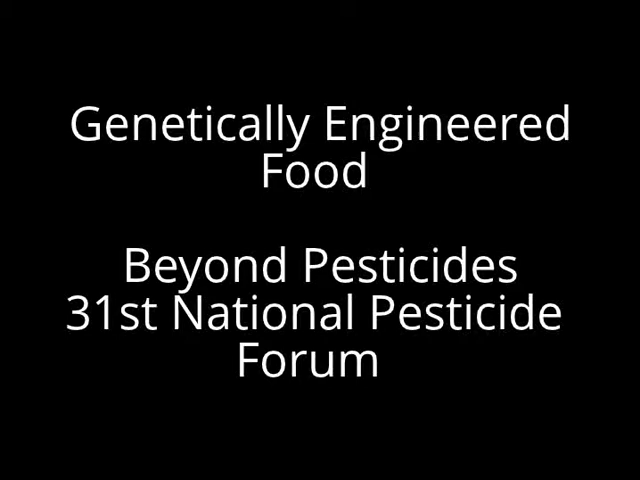 Genetically Engineered
Food
Beyond Pesticides
31st National Pesticide
Forum